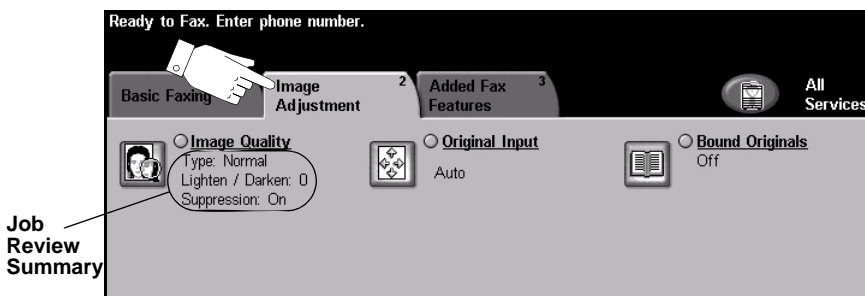 Ready to Fax. Enter phone number.
Basic Faxing
Image 2
Adjustment
Added Fax 3
Features
All
Services
Image Quality
Type: Normal
Lighten / Darken: 0
Suppression: On
Original Input
Auto
Bound Originals
Off
Job
Review
Summary